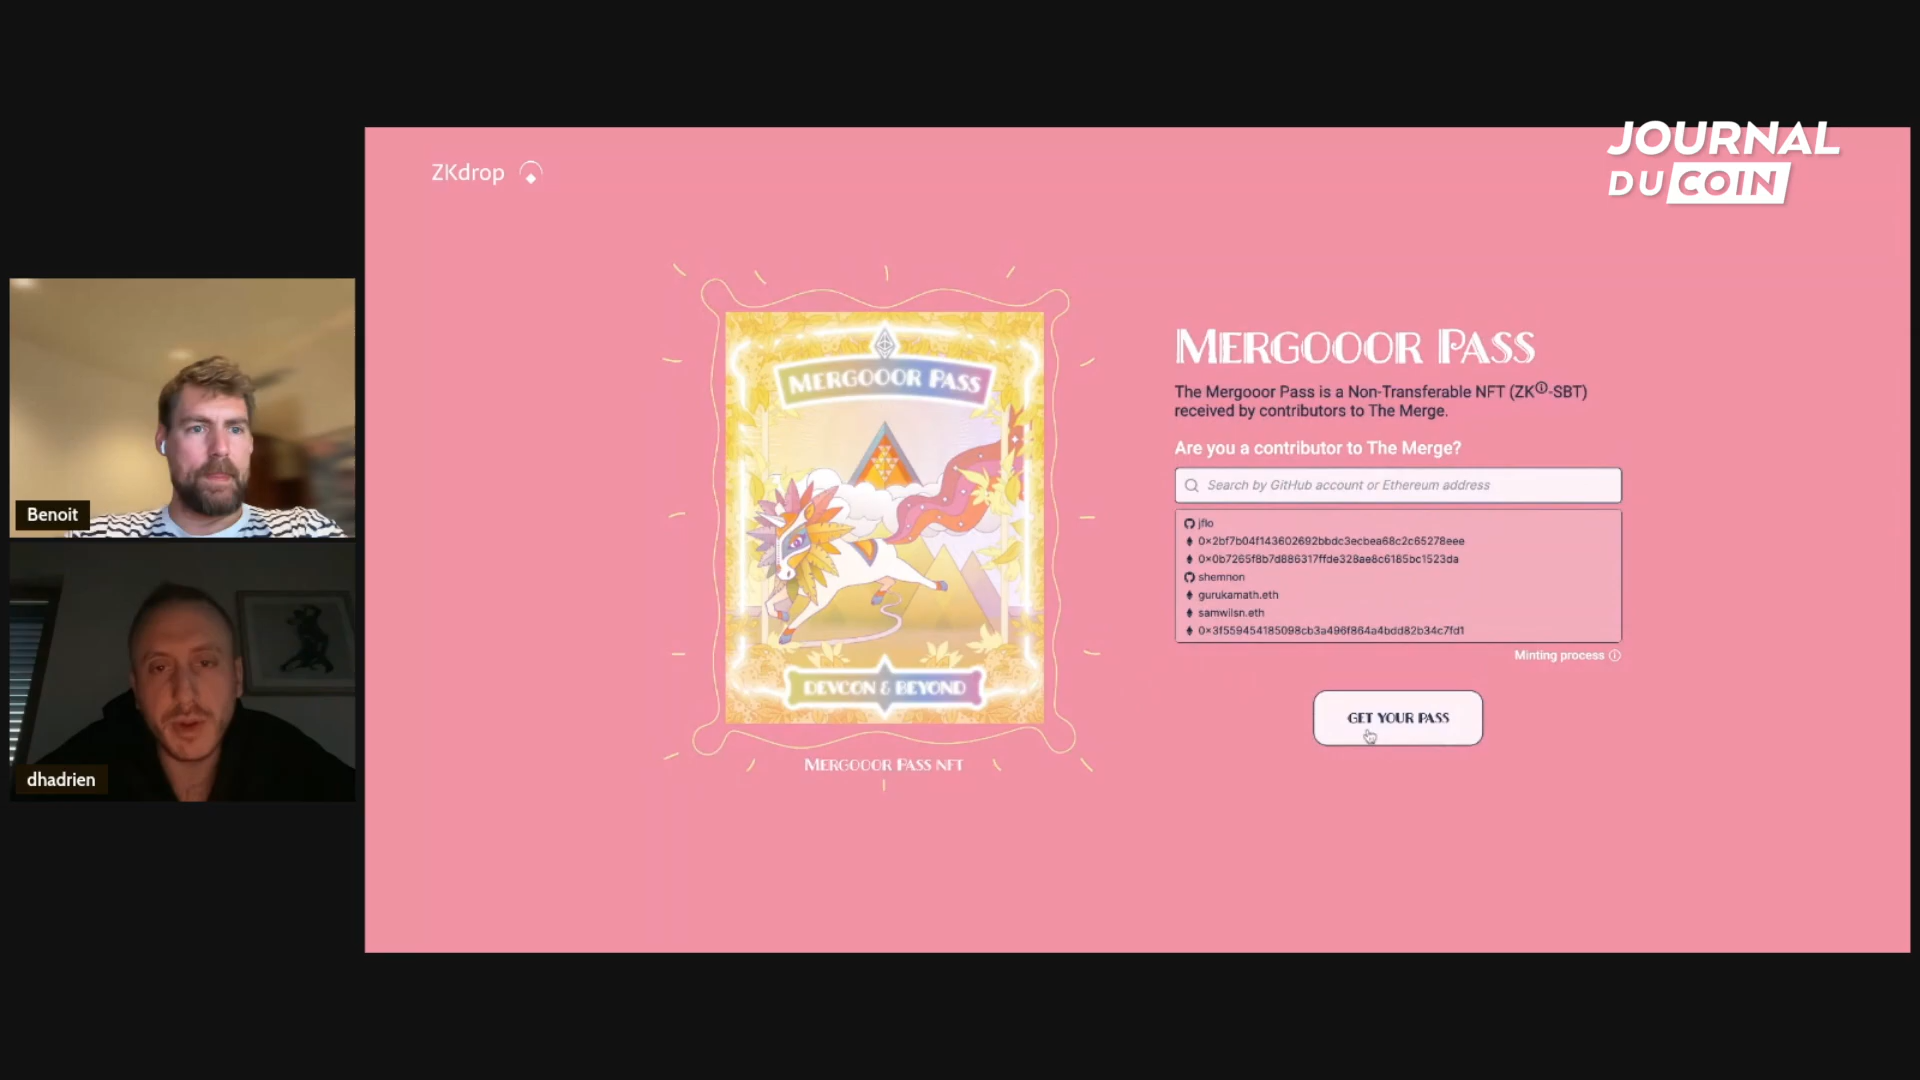 JOURNAL
DU COIN
ZKdrop
MERGOOOR PASS
DEVCON & BEYOND
MERGOOOR PASS NFT
MERGOOOR PASS
The Mergooor Pass is a Non-Transferable NFT (ZK-SBT)
received by contributors to The Merge.
Are you a contributor to The Merge?
Search by GitHub account or Ethereum address
jflo
0x2bf7b04f143602692bbdc3ecbea68c2c65278eee
0x0b7265f8b7d886317ffde328ae8c6185bc1523da
shemnon
gurukamath.eth
samwilsn.eth
0x3f559454185098cb3a496f864a4bdd82b34c7fd1
Minting process
GET YOUR PASS
Benoit
dhadrien